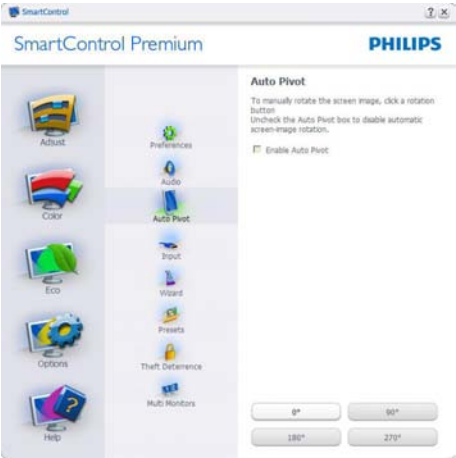 SmartControl
SmartControl Premium
PHILIPS
Adjust
Color
Eco
Options
Help
Preferences
Audio
Auto Pivot
Input
Wizard
Presets
Theft Deterrence
Multi Monitors
Auto Pivot
To manually rotate the screen image, click a rotation
button
Uncheck the Auto Pivot box to disable automatic
screen-image rotation.
Enable Auto Pivot
0°
90°
180°
270°